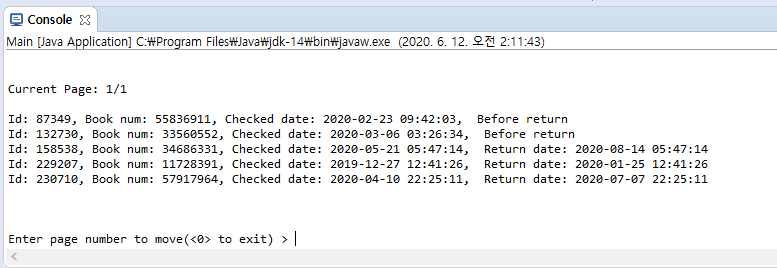 Console
Main [Java Application] C:₩Program Files₩Java₩jdk-14₩bin₩javaw.exe (2020. 6. 12. 오전 2:11:43)
Current Page: 1/1
Id: 87349, Book num: 55836911, Checked date: 2020-02-23 09:42:03,  Before return
Id: 132730, Book num: 33560552, Checked date: 2020-03-06 03:26:34,  Before return
Id: 158538, Book num: 34686331, Checked date: 2020-05-21 05:47:14,  Return date: 2020-08-14 05:47:14
Id: 229207, Book num: 11728391, Checked date: 2019-12-27 12:41:26,  Return date: 2020-01-25 12:41:26
Id: 230710, Book num: 57917964, Checked date: 2020-04-10 22:25:11,  Return date: 2020-07-07 22:25:11
Enter page number to move(<0> to exit) >